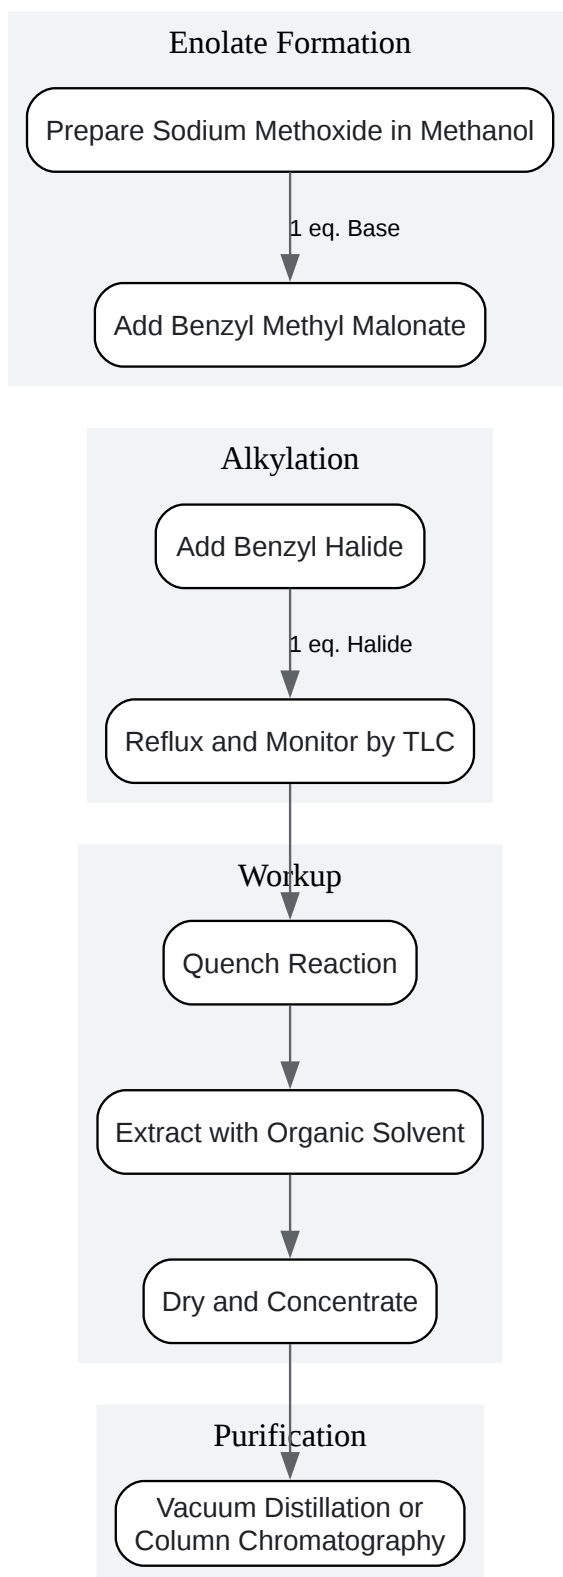 Enolate Formation
Prepare Sodium Methoxide in Methanol
1 eq. Base
Add Benzyl Methyl Malonate
Alkylation
Add Benzyl Halide
1 eq. Halide
Reflux and Monitor by TLC
Workup
Quench Reaction
Extract with Organic Solvent
Dry and Concentrate
Purification
Vacuum Distillation or
Column Chromatography